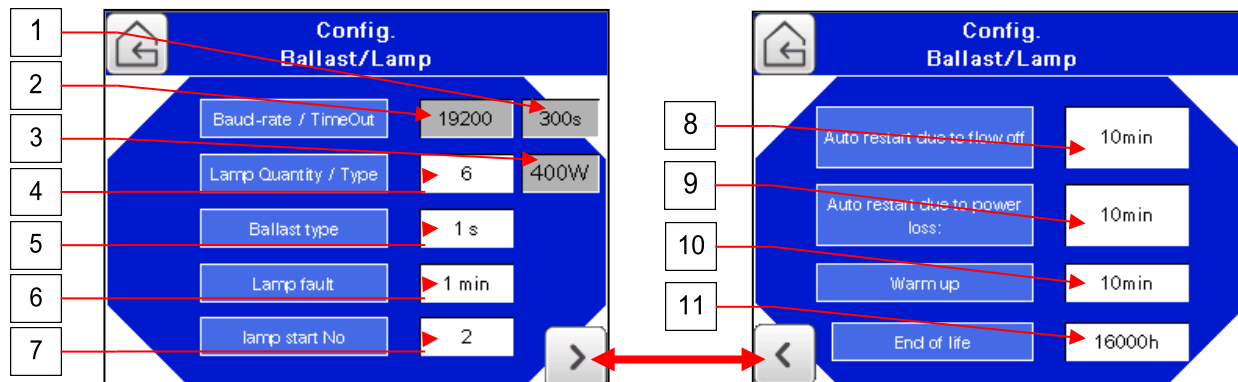 1
2
3
4
5
6
7
Config.
Ballast/Lamp
Baud-rate / TimeOut 19200 300s
Lamp Quantity / Type 6 400W
Ballast type 1 s
Lamp fault 1 min
lamp start No 2
>
8
9
10
11
Config.
Ballast/Lamp
Auto restart due to flow off 10min
Auto restart due to power
loss: 10min
Warm up 10min
End of life 16000h
<